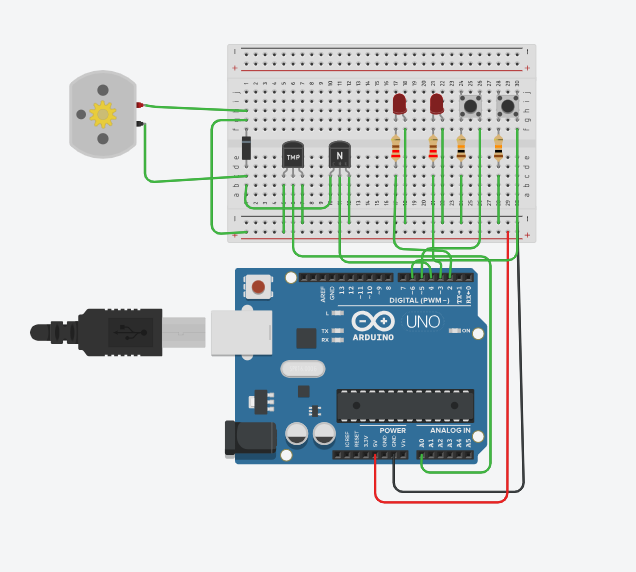 TMP
N
AREF
GND
13
12
~11
~10
~9
8
7
~6
~5
4
~3
2
TX→1
RX←0
DIGITAL (PWM~)
L
TX
RX
UNO
ARDUINO
ON
POWER
ANALOG IN
IOREF
RESET
3.3V
5V
GND
GND
Vin
A0
A1
A2
A3
A4
A5